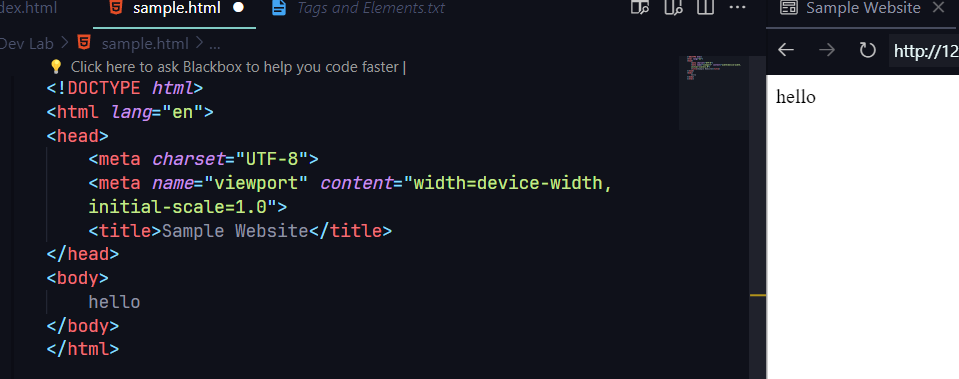 dex.html sample.html Tags and Elements.txt
Dev Lab > sample.html > ...
Click here to ask Blackbox to help you code faster |
<!DOCTYPE html>
<html lang="en">
<head>
<meta charset="UTF-8">
<meta name="viewport" content="width=device-width,
initial-scale=1.0">
<title>Sample Website</title>
</head>
<body>
hello
</body>
</html>
Sample Website
http://12
hello